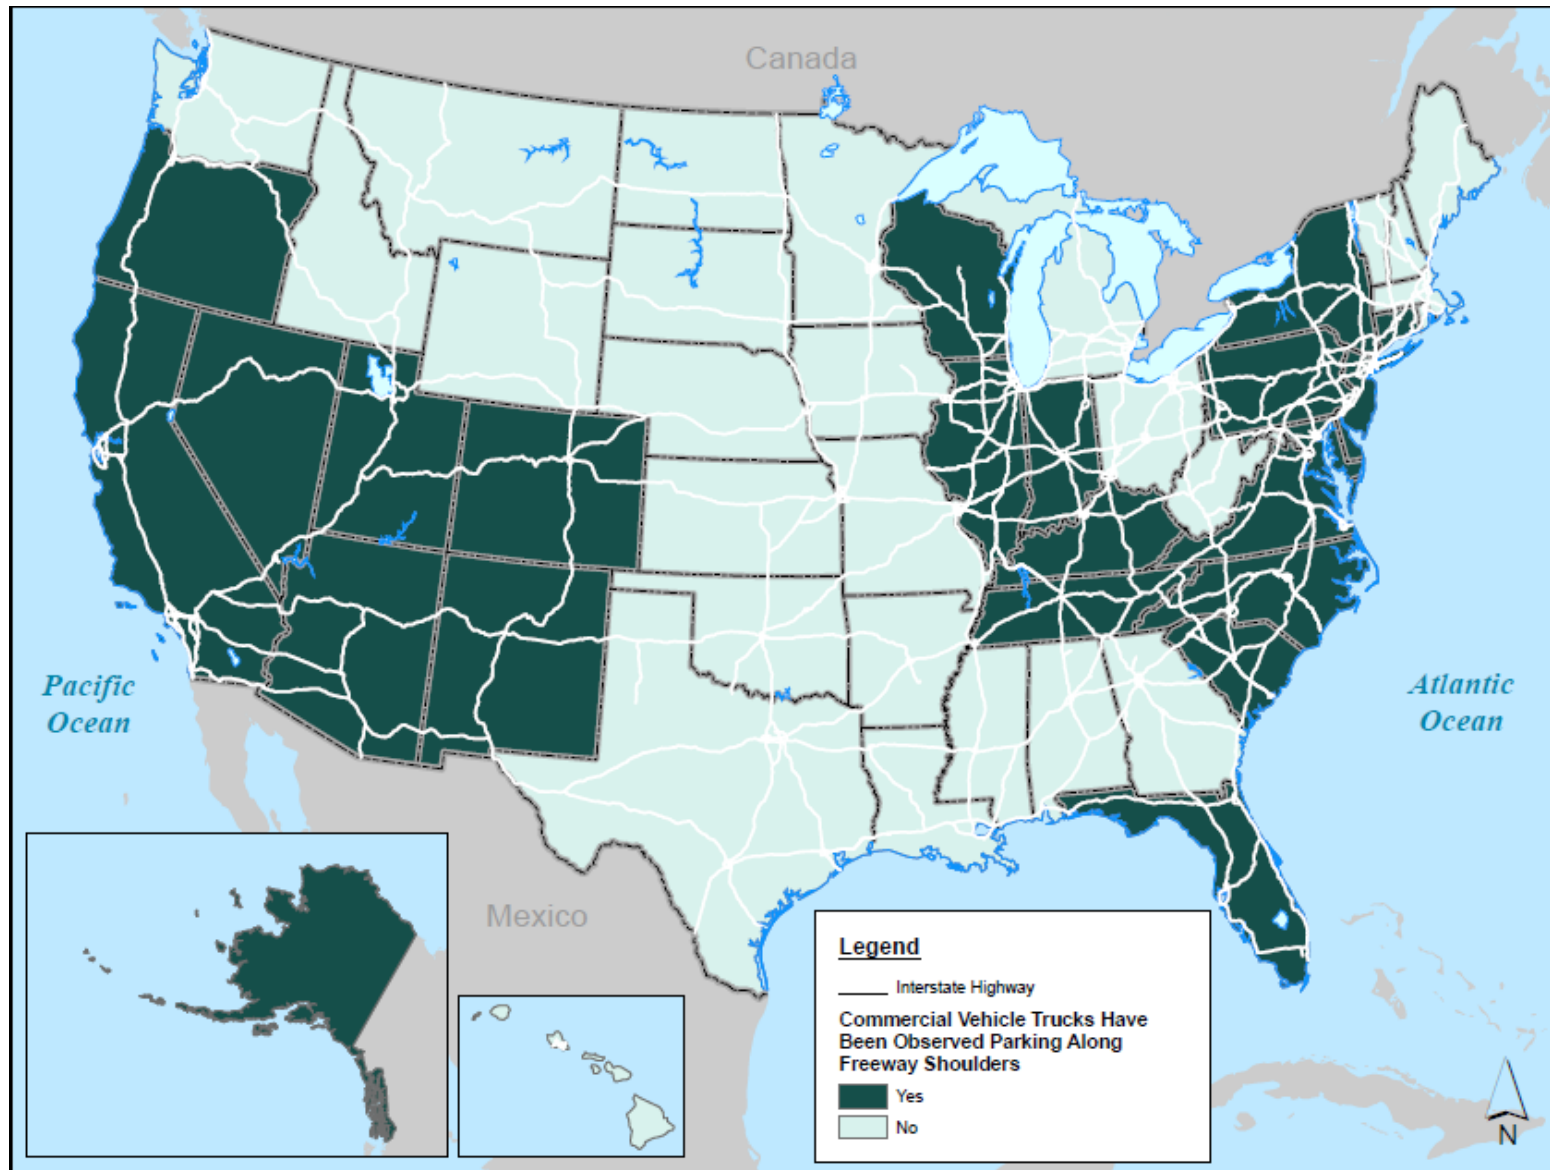 Canada
Pacific
Ocean
Atlantic
Ocean
Mexico
Legend
Interstate Highway
Commercial Vehicle Trucks Have
Been Observed Parking Along
Freeway Shoulders
Yes
No
N